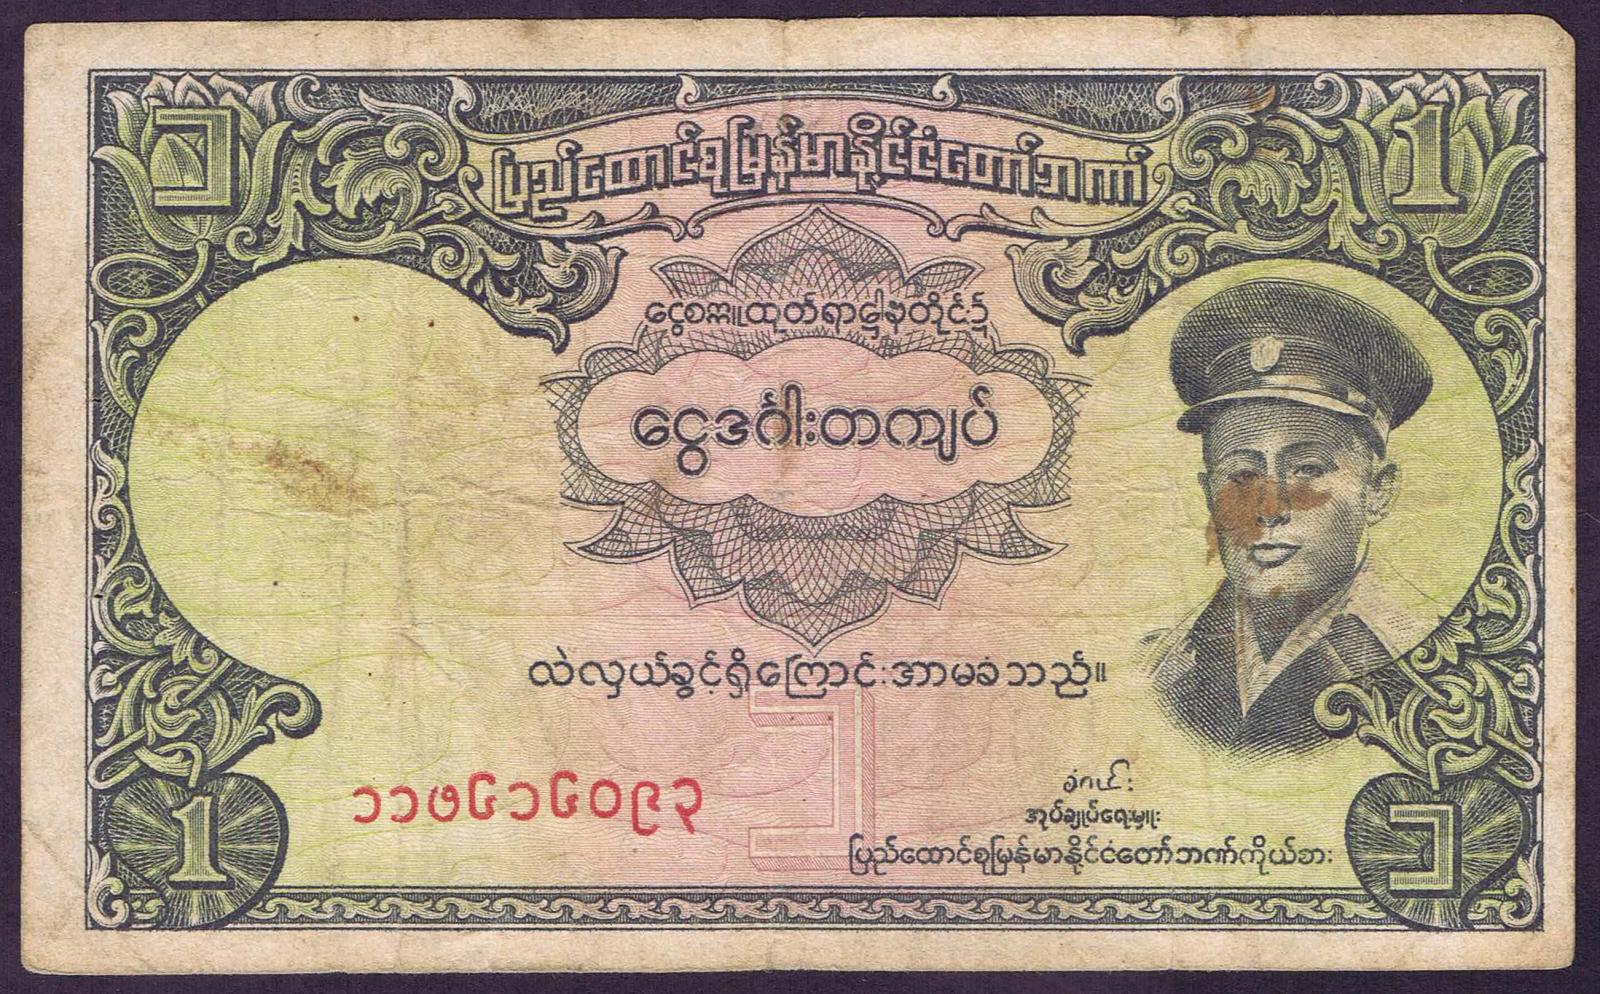 ၁
1
ပြည်ထောင်စုမြန်မာနိုင်ငံတော်ဘဏ်
ငွေစက္ကူထုတ်ရာဋ္ဌါနတိုင်း၌
ငွေဒင်္ဂါးတကျပ်
လဲလှယ်ခွင့်ရှိကြောင်းအာမခံသည်။
၁
၁၁၇၆၁၆၀၉၃
အုပ်ချုပ်ရေးမှူး
ပြည်ထောင်စုမြန်မာနိုင်ငံတော်ဘဏ်ကိုယ်စား
1
၁